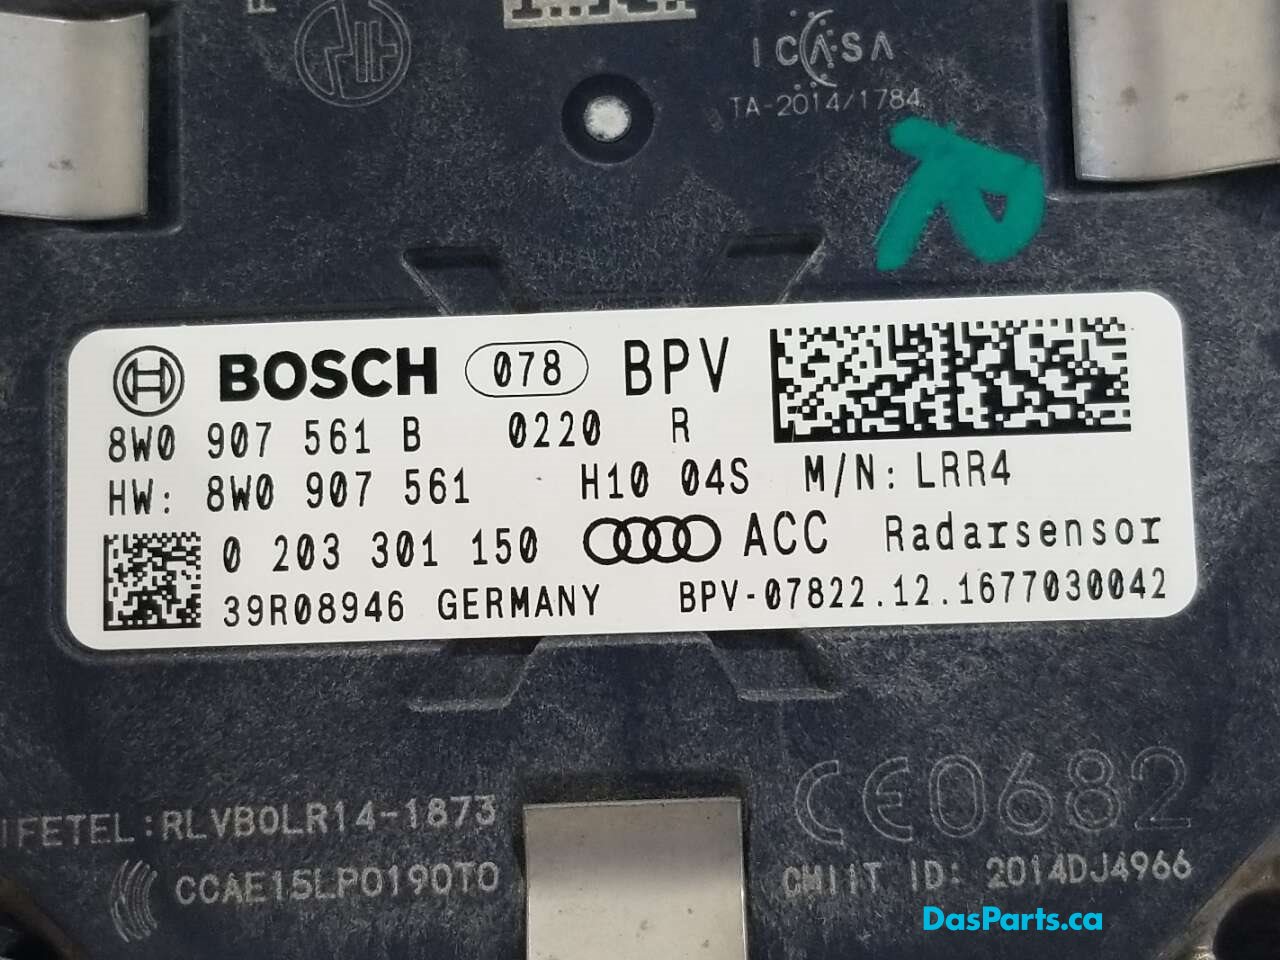 ICASA
TA-2014/1784
R
BOSCH 078 BPV
8W0 907 561 B 0220 R
HW: 8W0 907 561 H10 04S M/N: LRR4
0 203 301 150 ACC Radarsensor
39R08946 GERMANY BPV-07822.12.1677030042
CE0682
IFETEL:RLVBOLR14-1873
CCAE15LP0190T0
CMIIT ID: 2014DJ4966
DasParts.ca